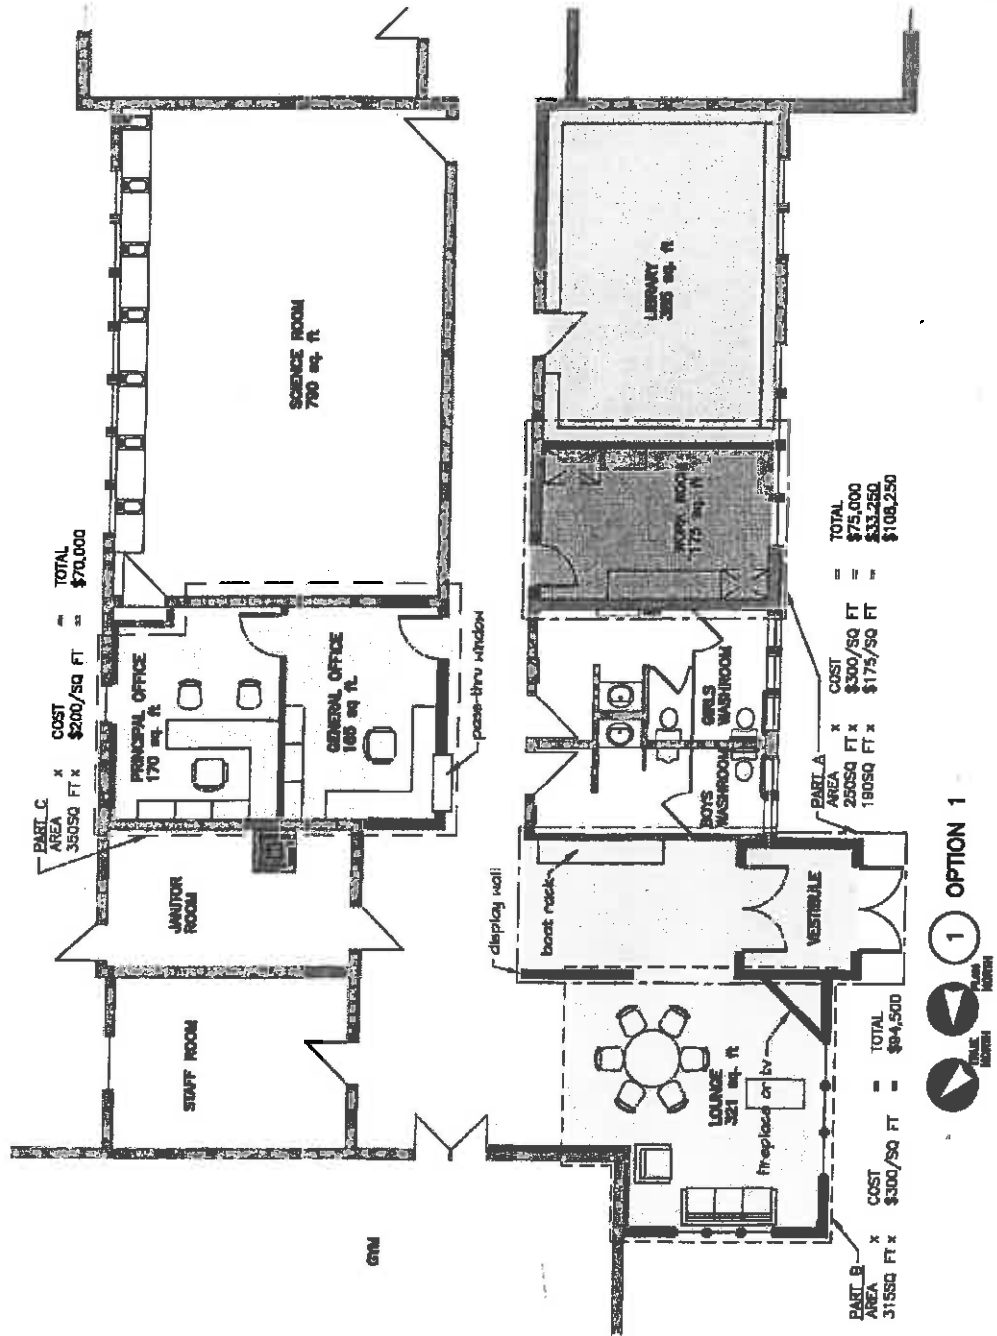 PART C
AREA x COST = TOTAL
350SQ FT x $200/SQ FT = $70,000
SCIENCE ROOM
790 sq. ft
PRINCIPAL OFFICE
170 sq. ft
GENERAL OFFICE
165 sq ft.
pass-thru window
JANITOR
ROOM
STAFF ROOM
GYM
LIBRARY
sq. ft
WORK ROOM
175 sq. ft
GIRLS
WASHROOM
BOYS
WASHROOM
display wall
boot rack
VESTIBULE
LOUNGE
321 sq. ft
fireplace or tv
PART A
AREA x COST = TOTAL
250SQ FT x $300/SQ FT = $75,000
190SQ FT x $175/SQ FT = $33,250
$108,250
PART B
AREA x COST = TOTAL
315SQ FT x $300/SQ FT = $94,500
TRUE
NORTH
PLAN
NORTH
1 OPTION 1